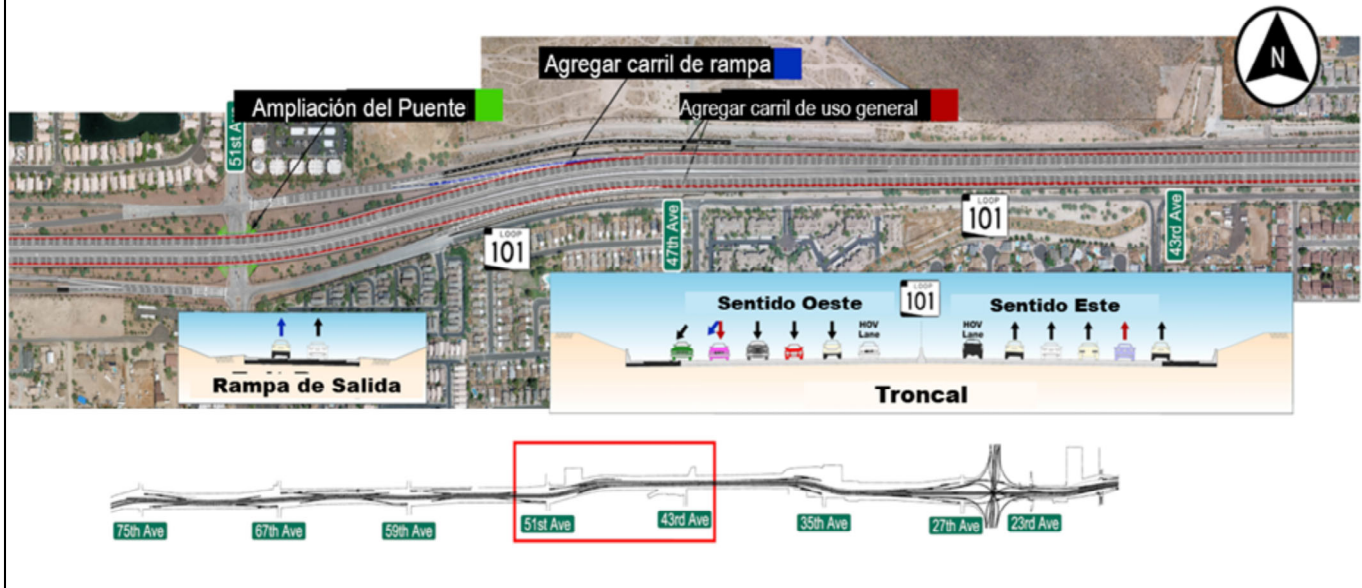 N
Agregar carril de rampa
Ampliación del Puente
Agregar carril de uso general
51st Ave
47th Ave
LOOP
101
LOOP
101
43rd Ave
Sentido Oeste
LOOP
101
Sentido Este
HOV
Lane
HOV
Lane
Rampa de Salida
Troncal
75th Ave
67th Ave
59th Ave
51st Ave
43rd Ave
35th Ave
27th Ave
23rd Ave